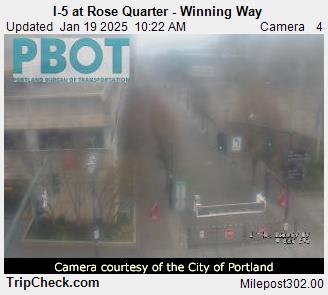 I-5 at Rose Quarter - Winning Way
Updated Jan 19 2025 10:22 AM Camera 4
PBOT
PORTLAND BUREAU OF TRANSPORTATION
Camera courtesy of the City of Portland
TripCheck.com Milepost302.00